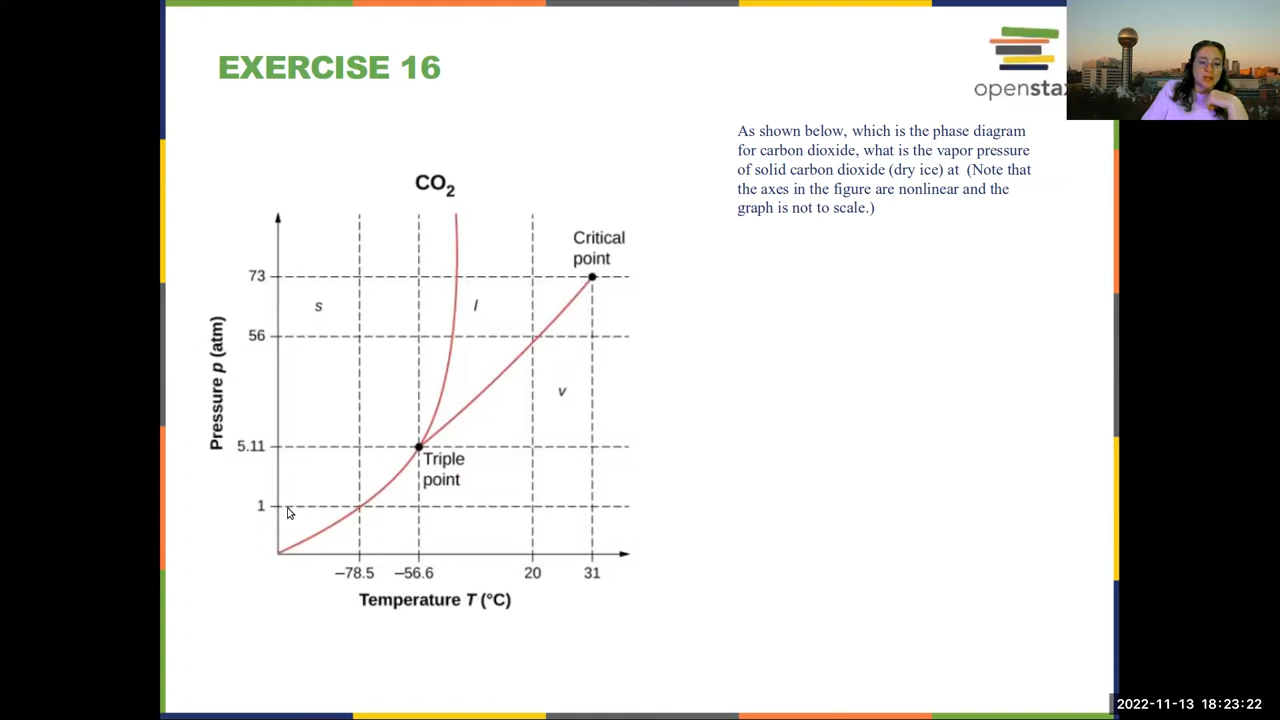 EXERCISE 16
openstax
As shown below, which is the phase diagram
for carbon dioxide, what is the vapor pressure
of solid carbon dioxide (dry ice) at  (Note that
the axes in the figure are nonlinear and the
graph is not to scale.)
CO2
Critical
point
73
s
l
56
Pressure p (atm)
v
5.11
Triple
point
1
–78.5
–56.6
20
31
Temperature T (°C)
2022-11-13 18:23:22